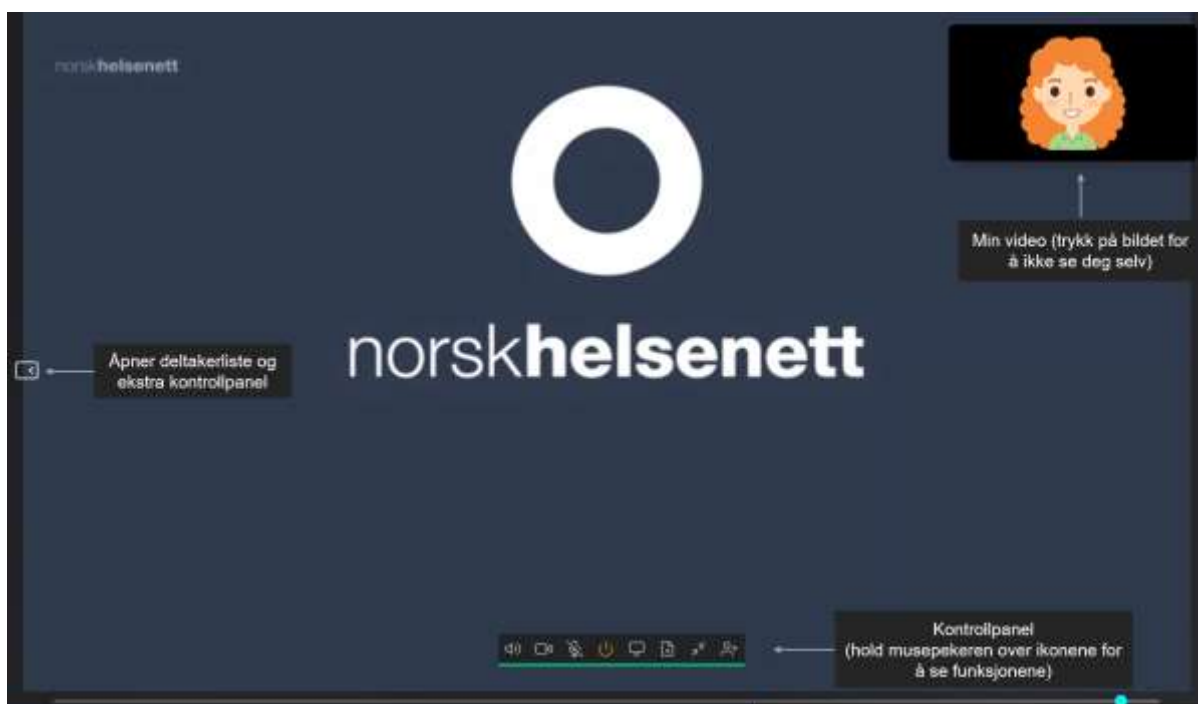 norskhelsenett
Min video (trykk på bildet for
å ikke se deg selv)
norskhelsenett
Åpner deltakerliste og
ekstra kontrollpanel
Kontrollpanel
(hold musepekeren over ikonene for
å se funksjonene)